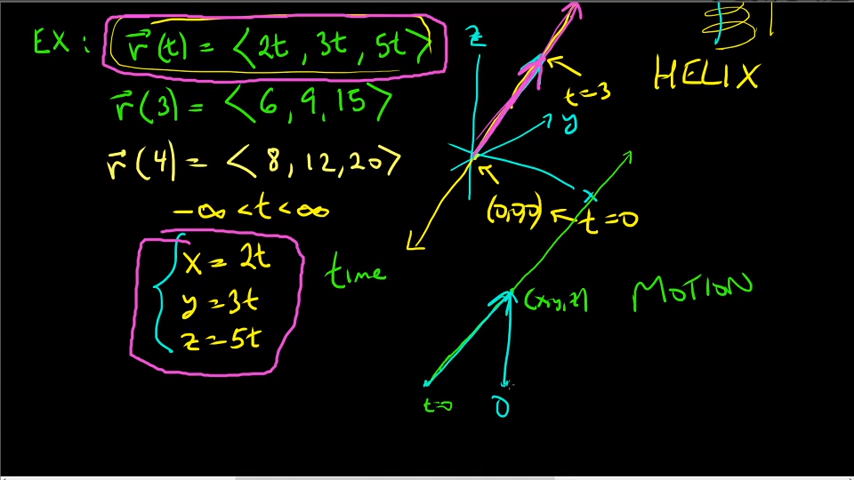 EX: r⃗(t) = ⟨2t, 3t, 5t⟩
r⃗(3) = ⟨6, 9, 15⟩
r⃗(4) = ⟨8, 12, 20⟩
-∞ < t < ∞
x = 2t
y = 3t
z = 5t
time
z
t=3
y
x
(0,0,0)
t=0
HELIX
(x,y,z)
MOTION
t=0
0